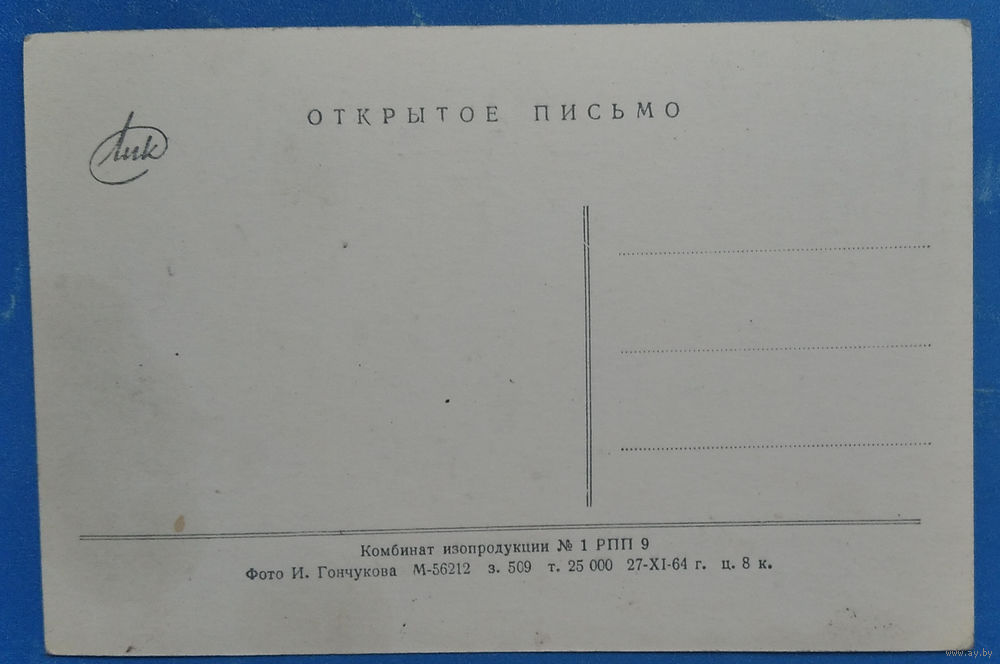 ОТКРЫТОЕ ПИСЬМО
Лик
Комбинат изопродукции № 1 РПП 9
Фото И. Гончукова М-56212 з. 509 т. 25 000 27-XI-64 г. ц. 8 к.
www.ay.by